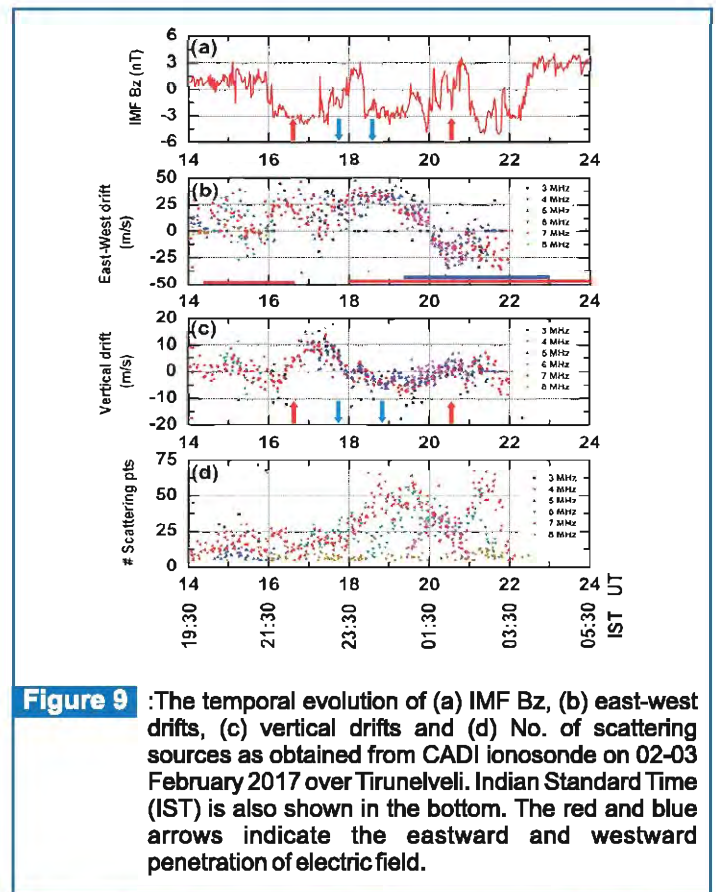 (a)
IMF Bz (nT)
6
3
0
-3
-6
14 16 18 20 22 24
(b)
East-West drift
(m/s)
50
25
0
-25
-50
3 MHz
4 MHz
5 MHz
6 MHz
7 MHz
8 MHz
14 16 18 20 22 24
(c)
Vertical drift
(m/s)
20
10
0
-10
-20
3 MHz
4 MHz
5 MHz
6 MHz
7 MHz
8 MHz
14 16 18 20 22 24
(d)
# Scattering pts
75
50
25
0
3 MHz
4 MHz
5 MHz
6 MHz
7 MHz
8 MHz
14 16 18 20 22 24 UT
19:30 21:30 23:30 01:30 03:30 05:30 IST
Figure 9 :The temporal evolution of (a) IMF Bz, (b) east-west
drifts, (c) vertical drifts and (d) No. of scattering
sources as obtained from CADI ionosonde on 02-03
February 2017 over Tirunelveli. Indian Standard Time
(IST) is also shown in the bottom. The red and blue
arrows indicate the eastward and westward
penetration of electric field.